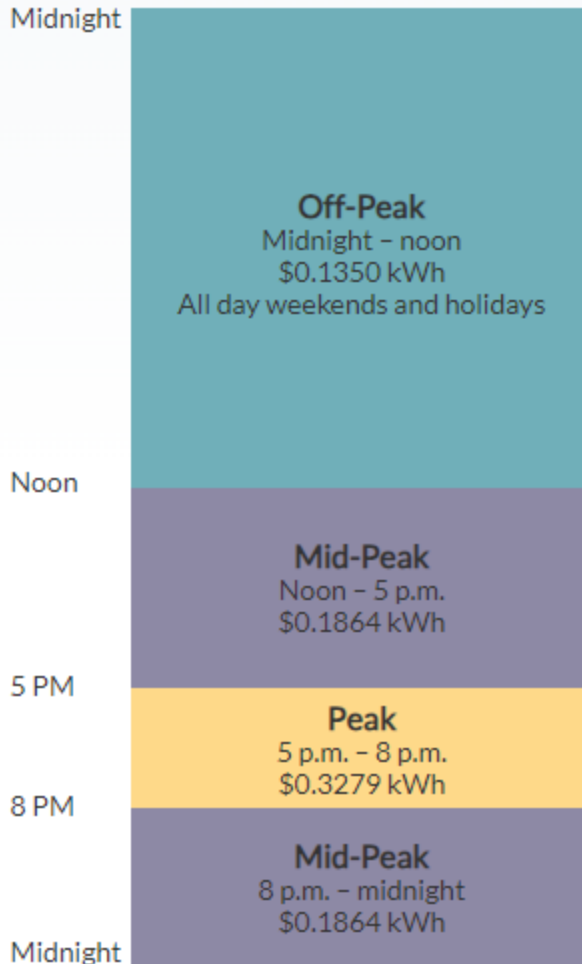 Midnight
Off-Peak
Midnight – noon
$0.1350 kWh
All day weekends and holidays
Noon
Mid-Peak
Noon – 5 p.m.
$0.1864 kWh
5 PM
Peak
5 p.m. – 8 p.m.
$0.3279 kWh
8 PM
Mid-Peak
8 p.m. – midnight
$0.1864 kWh
Midnight